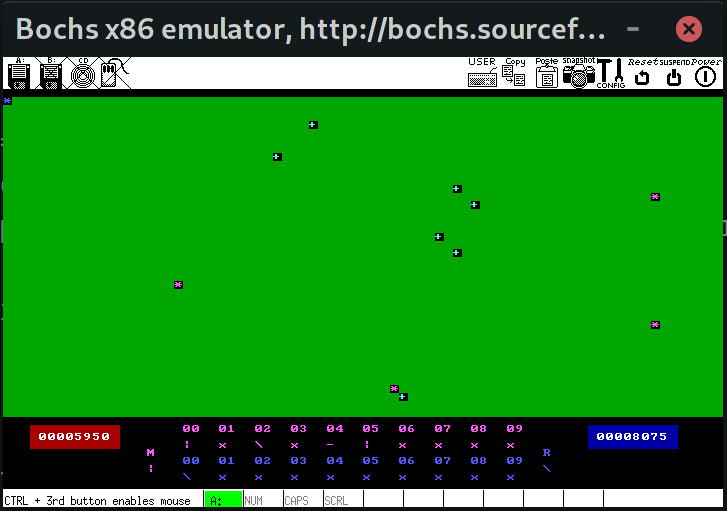 Bochs x86 emulator, http://bochs.sourcef...
A: B: CD USER Copy Paste snapshot CONFIG Reset SUSPEND Power
00 01 02 03 04 05 06 07 08 09
00005950 00008075
¦ x \ x - ¦ x x x x
M R
00 01 02 03 04 05 06 07 08 09
¦ \
\ x x x x x x x x x
CTRL + 3rd button enables mouse A: NUM CAPS SCRL